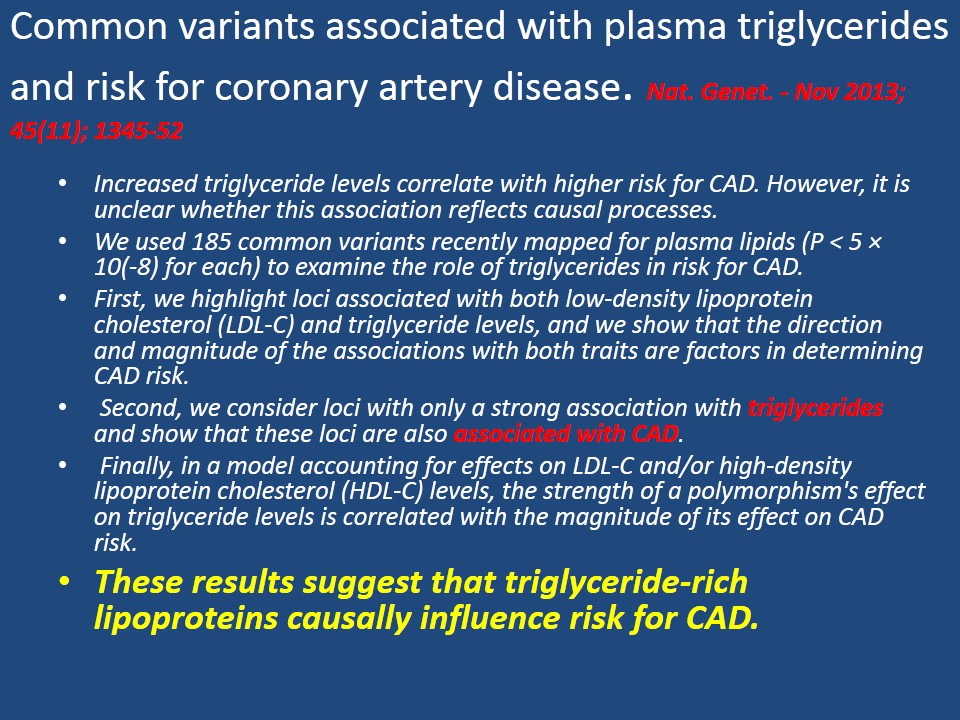 Common variants associated with plasma triglycerides
and risk for coronary artery disease. Nat. Genet. - Nov 2013;
45(11); 1345-52
• Increased triglyceride levels correlate with higher risk for CAD. However, it is
unclear whether this association reflects causal processes.
• We used 185 common variants recently mapped for plasma lipids (P < 5 ×
10(-8) for each) to examine the role of triglycerides in risk for CAD.
• First, we highlight loci associated with both low-density lipoprotein
cholesterol (LDL-C) and triglyceride levels, and we show that the direction
and magnitude of the associations with both traits are factors in determining
CAD risk.
• Second, we consider loci with only a strong association with triglycerides
and show that these loci are also associated with CAD.
• Finally, in a model accounting for effects on LDL-C and/or high-density
lipoprotein cholesterol (HDL-C) levels, the strength of a polymorphism's effect
on triglyceride levels is correlated with the magnitude of its effect on CAD
risk.
• These results suggest that triglyceride-rich
lipoproteins causally influence risk for CAD.